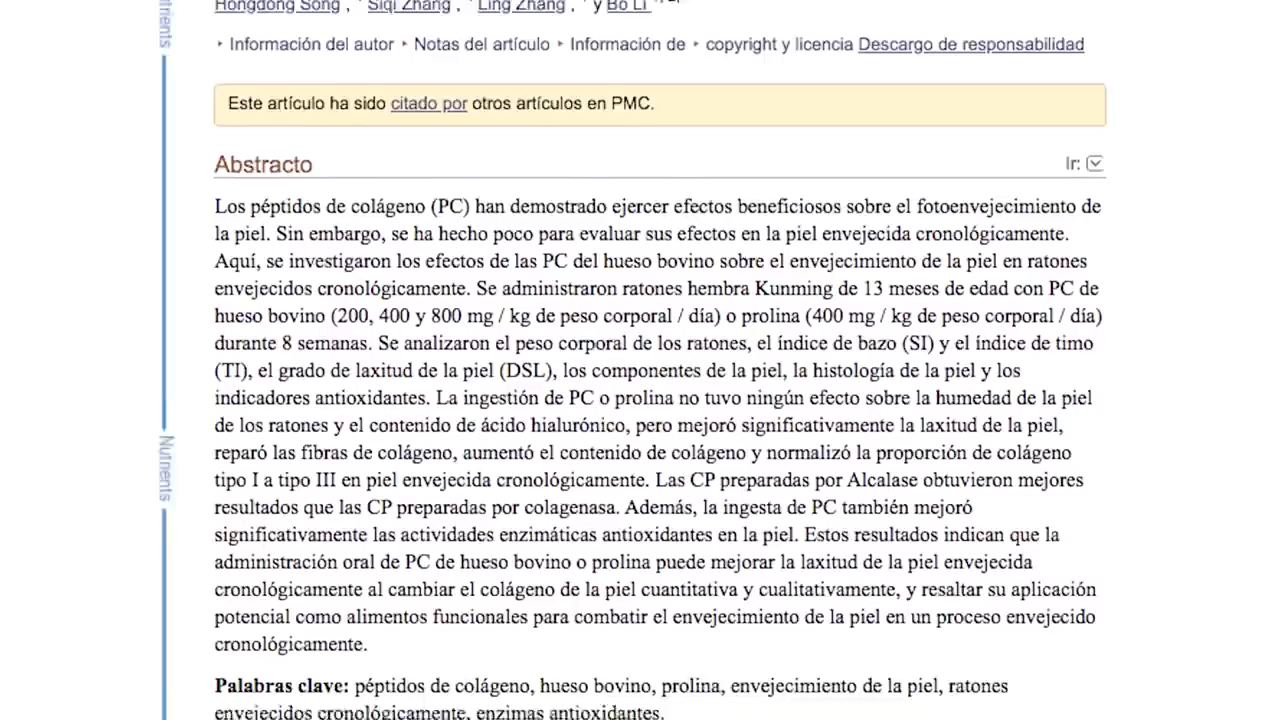 Hongdong Song , Siqi Zhang , Ling Zhang , y Bo Li
‣ Información del autor ‣ Notas del artículo ‣ Información de ‣ copyright y licencia Descargo de responsabilidad
Este artículo ha sido citado por otros artículos en PMC.
Abstracto Ir:
Los péptidos de colágeno (PC) han demostrado ejercer efectos beneficiosos sobre el fotoenvejecimiento de
la piel. Sin embargo, se ha hecho poco para evaluar sus efectos en la piel envejecida cronológicamente.
Aquí, se investigaron los efectos de las PC del hueso bovino sobre el envejecimiento de la piel en ratones
envejecidos cronológicamente. Se administraron ratones hembra Kunming de 13 meses de edad con PC de
hueso bovino (200, 400 y 800 mg / kg de peso corporal / día) o prolina (400 mg / kg de peso corporal / día)
durante 8 semanas. Se analizaron el peso corporal de los ratones, el índice de bazo (SI) y el índice de timo
(TI), el grado de laxitud de la piel (DSL), los componentes de la piel, la histología de la piel y los
indicadores antioxidantes. La ingestión de PC o prolina no tuvo ningún efecto sobre la humedad de la piel
de los ratones y el contenido de ácido hialurónico, pero mejoró significativamente la laxitud de la piel,
reparó las fibras de colágeno, aumentó el contenido de colágeno y normalizó la proporción de colágeno
tipo I a tipo III en piel envejecida cronológicamente. Las CP preparadas por Alcalase obtuvieron mejores
resultados que las CP preparadas por colagenasa. Además, la ingesta de PC también mejoró
significativamente las actividades enzimáticas antioxidantes en la piel. Estos resultados indican que la
administración oral de PC de hueso bovino o prolina puede mejorar la laxitud de la piel envejecida
cronológicamente al cambiar el colágeno de la piel cuantitativa y cualitativamente, y resaltar su aplicación
potencial como alimentos funcionales para combatir el envejecimiento de la piel en un proceso envejecido
cronológicamente.
Palabras clave: péptidos de colágeno, hueso bovino, prolina, envejecimiento de la piel, ratones
envejecidos cronológicamente, enzimas antioxidantes.
Nutrients